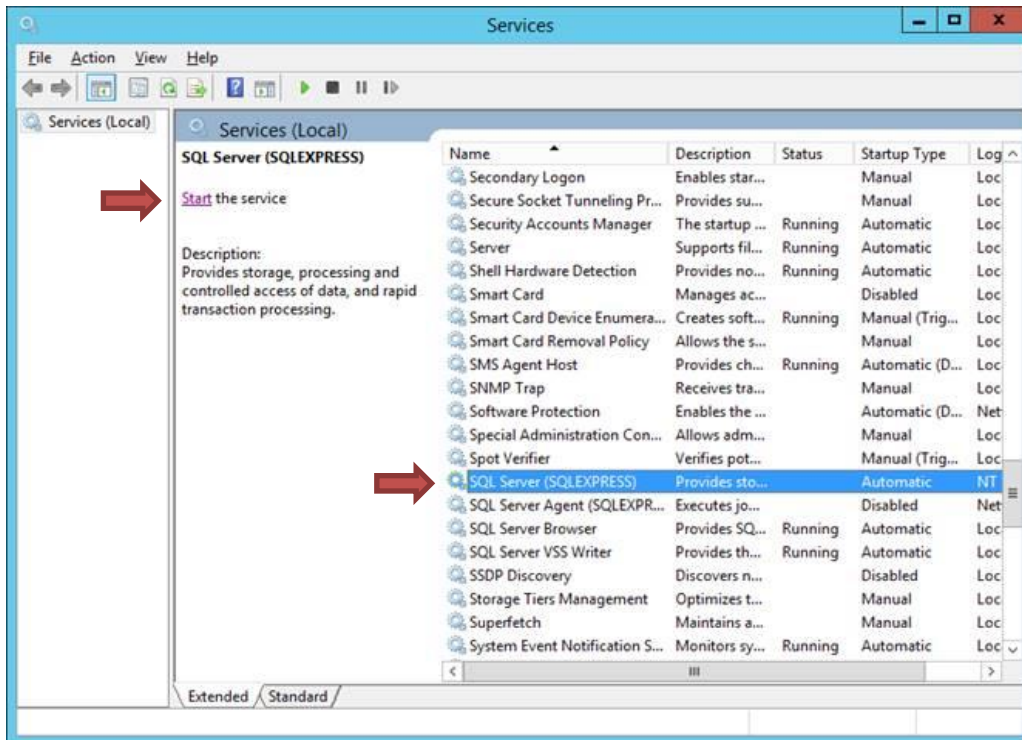 Services
File Action View Help
Services (Local)
Services (Local)
SQL Server (SQLEXPRESS)
Start the service
Description:
Provides storage, processing and
controlled access of data, and rapid
transaction processing.
Name Description Status Startup Type Log
Secondary Logon Enables star... Manual Loc
Secure Socket Tunneling Pr... Provides su... Manual Loc
Security Accounts Manager The startup ... Running Automatic Loc
Server Supports fil... Running Automatic Loc
Shell Hardware Detection Provides no... Running Automatic Loc
Smart Card Manages ac... Disabled Loc
Smart Card Device Enumera... Creates soft... Running Manual (Trig... Loc
Smart Card Removal Policy Allows the s... Manual Loc
SMS Agent Host Provides ch... Running Automatic (D... Loc
SNMP Trap Receives tra... Manual Loc
Software Protection Enables the ... Automatic (D... Net
Special Administration Con... Allows adm... Manual Loc
Spot Verifier Verifies pot... Manual (Trig... Loc
SQL Server (SQLEXPRESS) Provides sto... Automatic NT
SQL Server Agent (SQLEXPR... Executes jo... Disabled Net
SQL Server Browser Provides SQ... Running Automatic Loc
SQL Server VSS Writer Provides th... Running Automatic Loc
SSDP Discovery Discovers n... Disabled Loc
Storage Tiers Management Optimizes t... Manual Loc
Superfetch Maintains a... Manual Loc
System Event Notification S... Monitors sy... Running Automatic Loc
Extended Standard